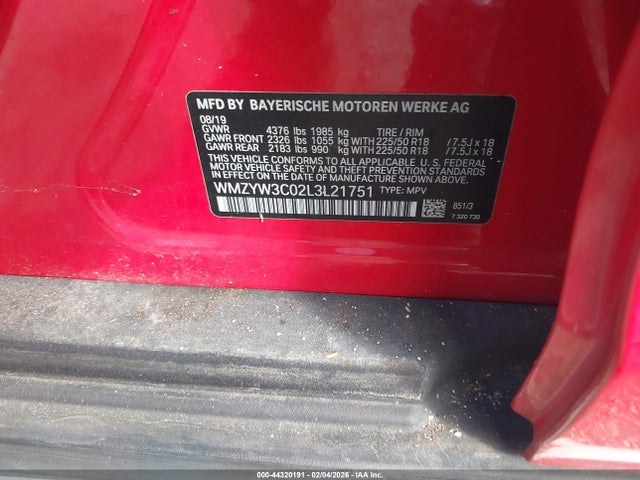 MFD BY BAYERISCHE MOTOREN WERKE AG
08/19
GVWR 4376 lbs 1985 kg TIRE / RIM
GAWR FRONT 2326 lbs 1055 kg WITH 225/50 R18 / 7.5J x 18
GAWR REAR 2183 lbs 990 kg WITH 225/50 R18 / 7.5J x 18
THIS VEHICLE CONFORMS TO ALL APPLICABLE U. S. FEDERAL
MOTOR VEHICLE SAFETY, BUMPER, AND THEFT PREVENTION
STANDARDS IN EFFECT ON THE DATE OF MANUFACTURE SHOWN ABOVE.
WMZYW3C02L3L21751 TYPE: MPV
851/3
7 320 730
000-44320191 - 02/04/2026 - IAA Inc.